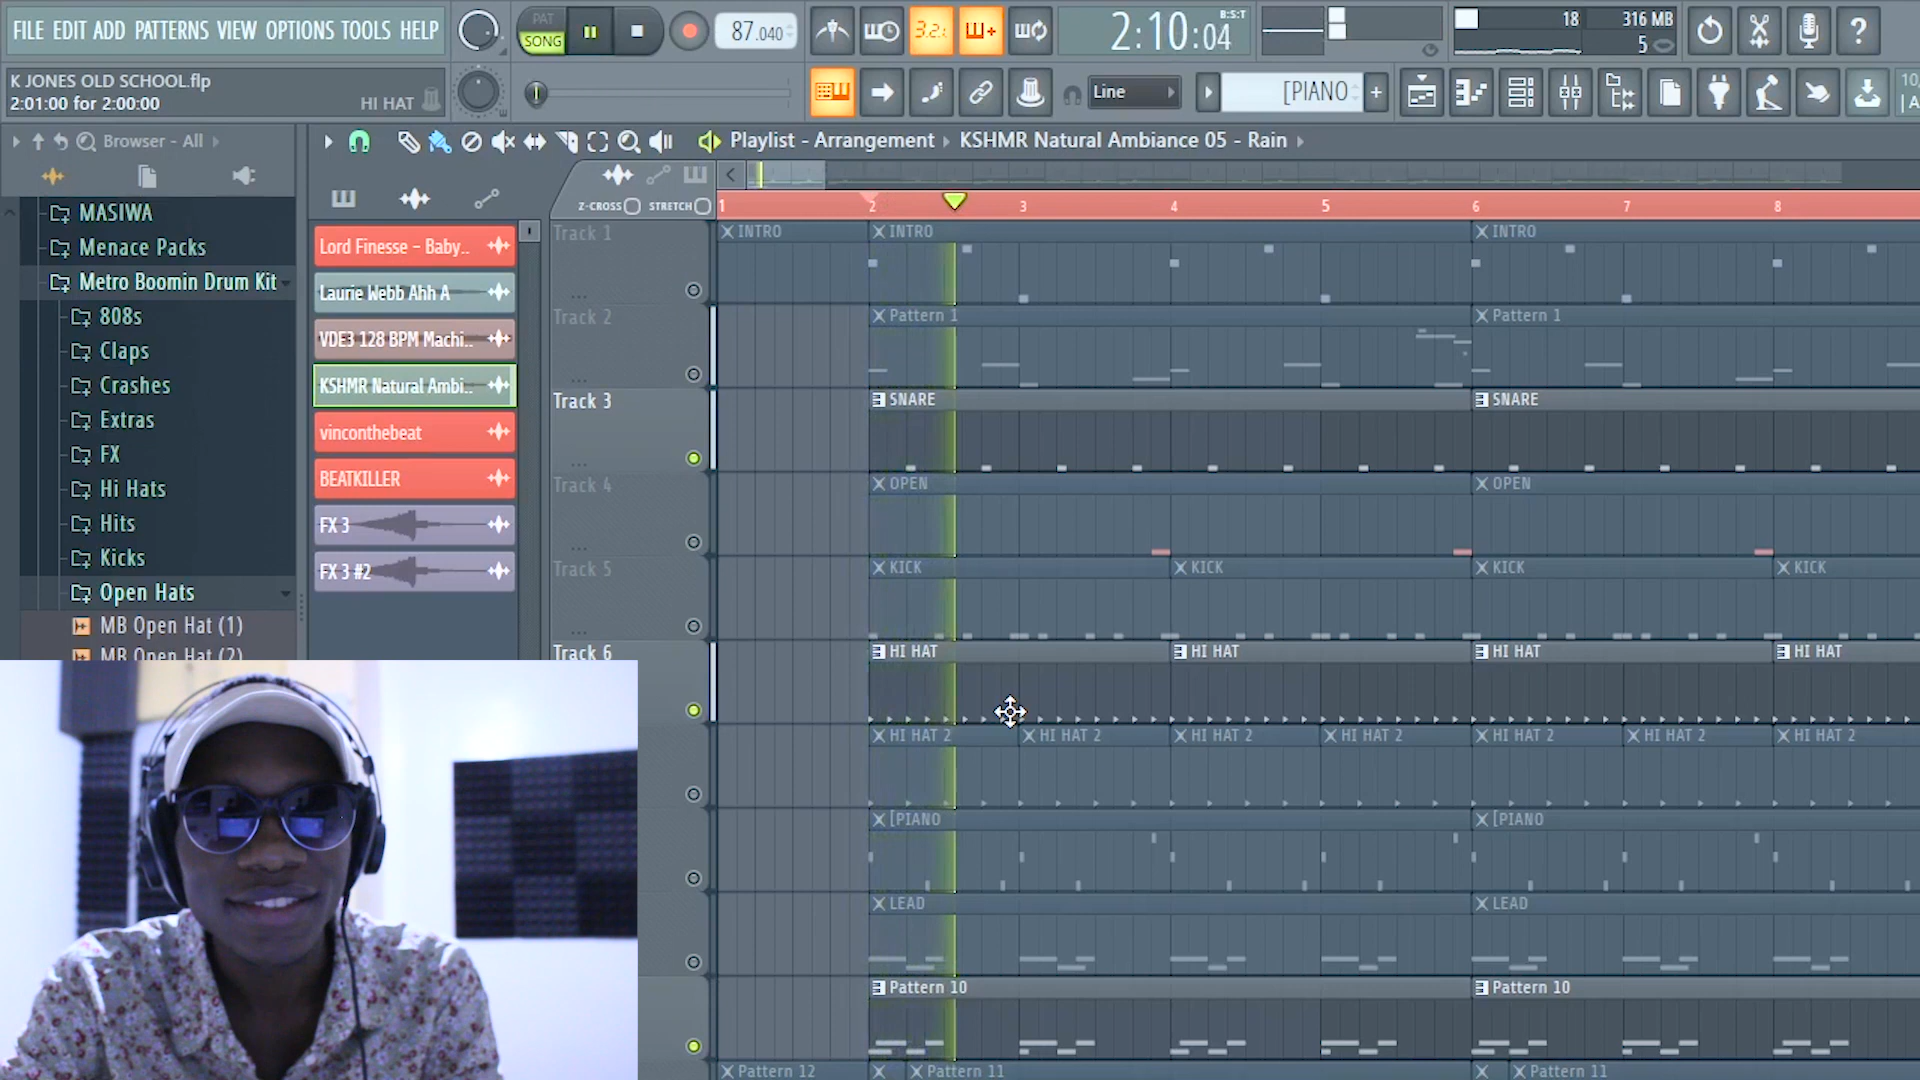 FILE EDIT ADD PATTERNS VIEW OPTIONS TOOLS HELP
PAT
SONG
87.040
3.2.
2:10:04
B:S:T
18
316 MB
5
K JONES OLD SCHOOL.flp
2:01:00 for 2:00:00
HI HAT
Line
[PIANO
+
Browser - All
Playlist - Arrangement
KSHMR Natural Ambiance 05 - Rain
MASIWA
Menace Packs
Metro Boomin Drum Kit
808s
Claps
Crashes
Extras
FX
Hi Hats
Hits
Kicks
Open Hats
MB Open Hat (1)
MB Open Hat (2)
Lord Finesse - Baby..
Laurie Webb Ahh A
VDE3 128 BPM Machi..
KSHMR Natural Ambi..
vinconthebeat
BEATKILLER
FX 3
FX 3 #2
Z-CROSS STRETCH
1 2 3 4 5 6 7 8
Track 1
INTRO INTRO INTRO
Track 2
Pattern 1 Pattern 1
Track 3
SNARE SNARE
Track 4
OPEN OPEN
Track 5
KICK KICK KICK KICK
Track 6
HI HAT HI HAT HI HAT HI HAT
HI HAT 2 HI HAT 2 HI HAT 2 HI HAT 2 HI HAT 2 HI HAT 2 HI HAT 2
[PIANO [PIANO
LEAD LEAD
Pattern 10 Pattern 10
Pattern 12 Pattern 11 Pattern 11